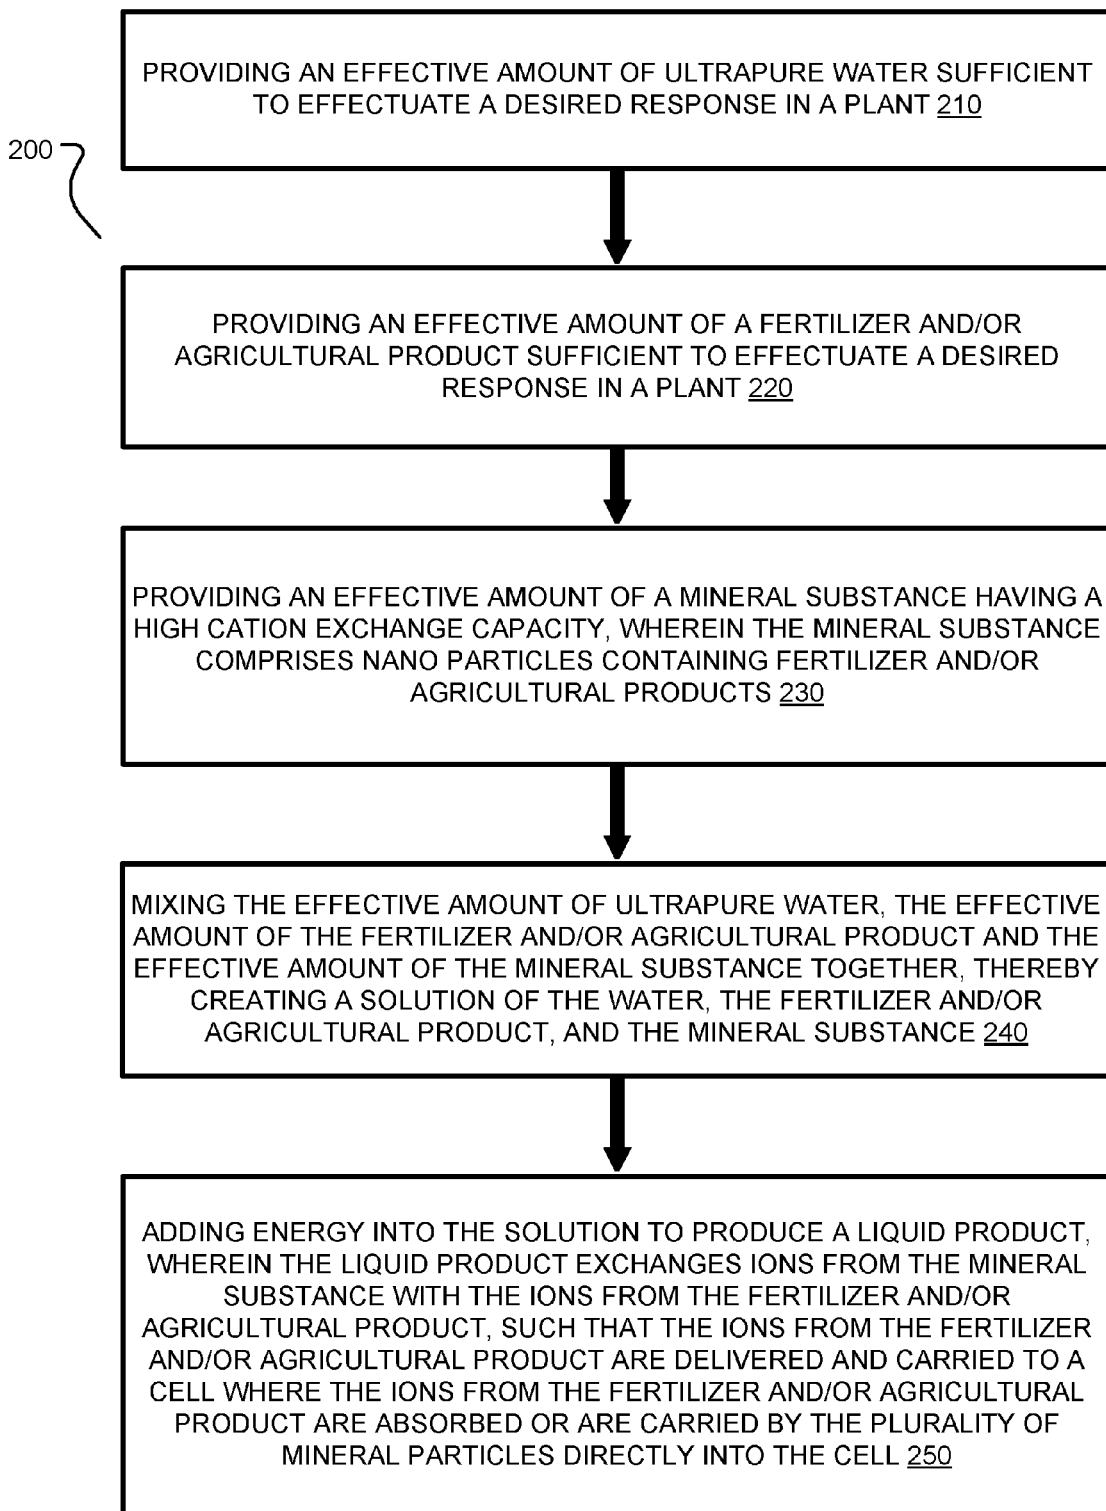 PROVIDING AN EFFECTIVE AMOUNT OF ULTRAPURE WATER SUFFICIENT
TO EFFECTUATE A DESIRED RESPONSE IN A PLANT 210
200
PROVIDING AN EFFECTIVE AMOUNT OF A FERTILIZER AND/OR
AGRICULTURAL PRODUCT SUFFICIENT TO EFFECTUATE A DESIRED
RESPONSE IN A PLANT 220
PROVIDING AN EFFECTIVE AMOUNT OF A MINERAL SUBSTANCE HAVING A
HIGH CATION EXCHANGE CAPACITY, WHEREIN THE MINERAL SUBSTANCE
COMPRISES NANO PARTICLES CONTAINING FERTILIZER AND/OR
AGRICULTURAL PRODUCTS 230
MIXING THE EFFECTIVE AMOUNT OF ULTRAPURE WATER, THE EFFECTIVE
AMOUNT OF THE FERTILIZER AND/OR AGRICULTURAL PRODUCT AND THE
EFFECTIVE AMOUNT OF THE MINERAL SUBSTANCE TOGETHER, THEREBY
CREATING A SOLUTION OF THE WATER, THE FERTILIZER AND/OR
AGRICULTURAL PRODUCT, AND THE MINERAL SUBSTANCE 240
ADDING ENERGY INTO THE SOLUTION TO PRODUCE A LIQUID PRODUCT,
WHEREIN THE LIQUID PRODUCT EXCHANGES IONS FROM THE MINERAL
SUBSTANCE WITH THE IONS FROM THE FERTILIZER AND/OR
AGRICULTURAL PRODUCT, SUCH THAT THE IONS FROM THE FERTILIZER
AND/OR AGRICULTURAL PRODUCT ARE DELIVERED AND CARRIED TO A
CELL WHERE THE IONS FROM THE FERTILIZER AND/OR AGRICULTURAL
PRODUCT ARE ABSORBED OR ARE CARRIED BY THE PLURALITY OF
MINERAL PARTICLES DIRECTLY INTO THE CELL 250